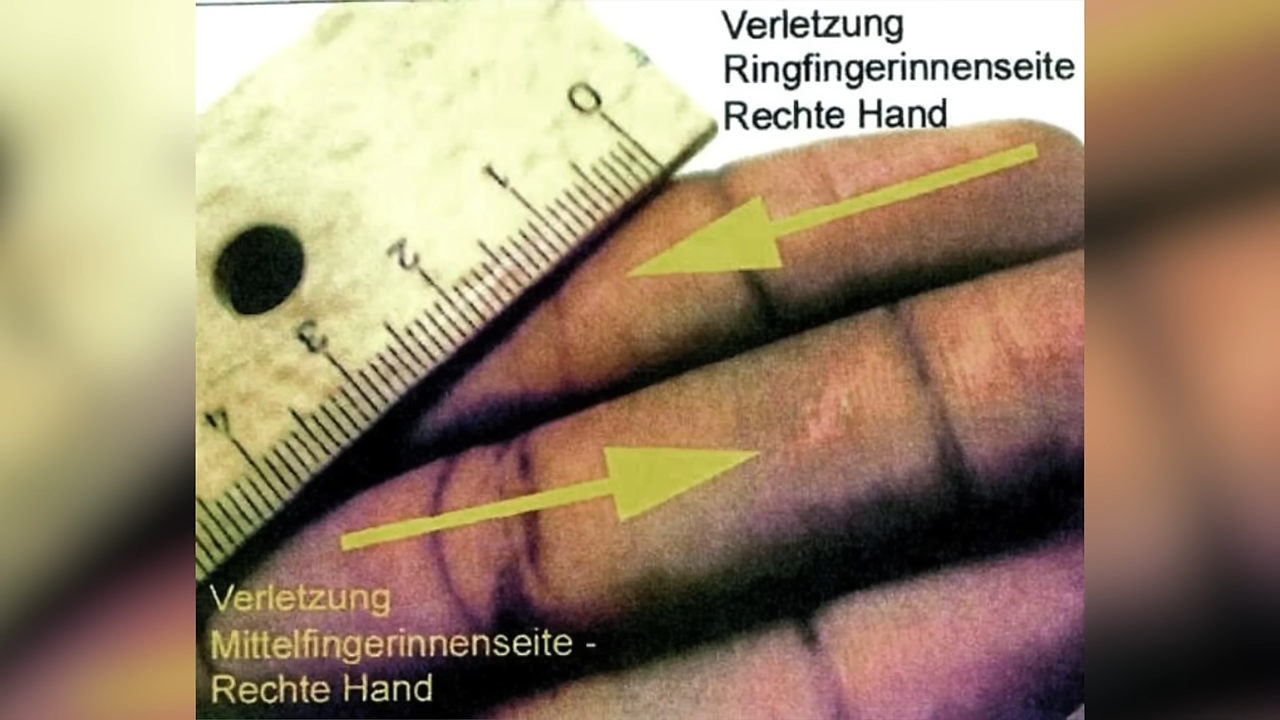 Verletzung
Ringfingerinnenseite
Rechte Hand
0
1
2
3
4
Verletzung
Mittelfingerinnenseite -
Rechte Hand